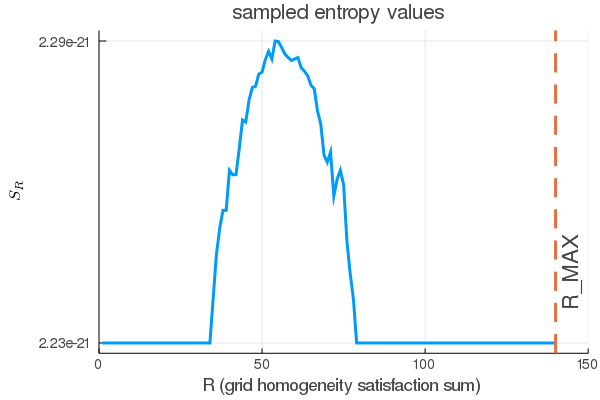 sampled entropy values
2.29e-21
S_R
R_MAX
2.23e-21
0
50
100
150
R (grid homogeneity satisfaction sum)